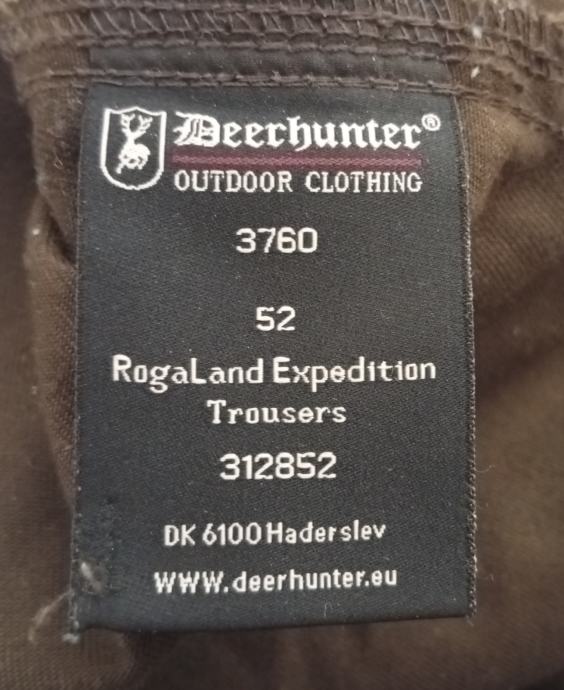 Deerhunter®
OUTDOOR CLOTHING
3760
52
RogaLand Expedition
Trousers
312852
DK 6100 Haderslev
WWW.deerhunter.eu